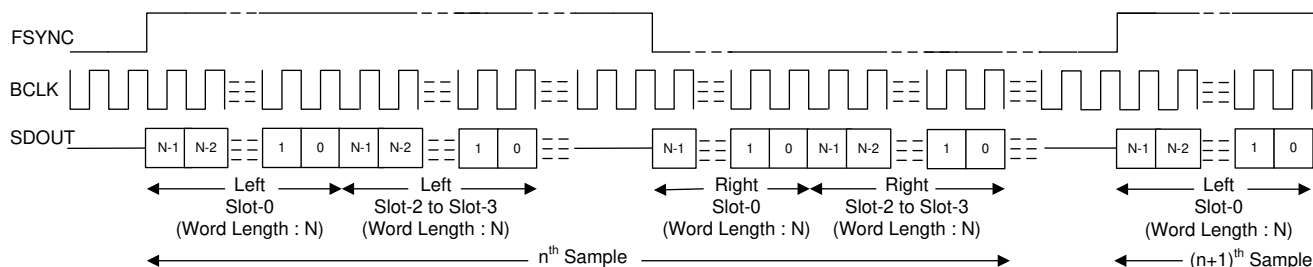 FSYNC
BCLK
SDOUT
N-1 N-2 1 0 N-1 N-2 1 0 N-1 1 0 N-1 N-2 1 0 N-1 N-2 1 0
Left
Slot-0
(Word Length : N)
Left
Slot-2 to Slot-3
(Word Length : N)
Right
Slot-0
(Word Length : N)
Right
Slot-2 to Slot-3
(Word Length : N)
Left
Slot-0
(Word Length : N)
nth Sample
(n+1)th Sample